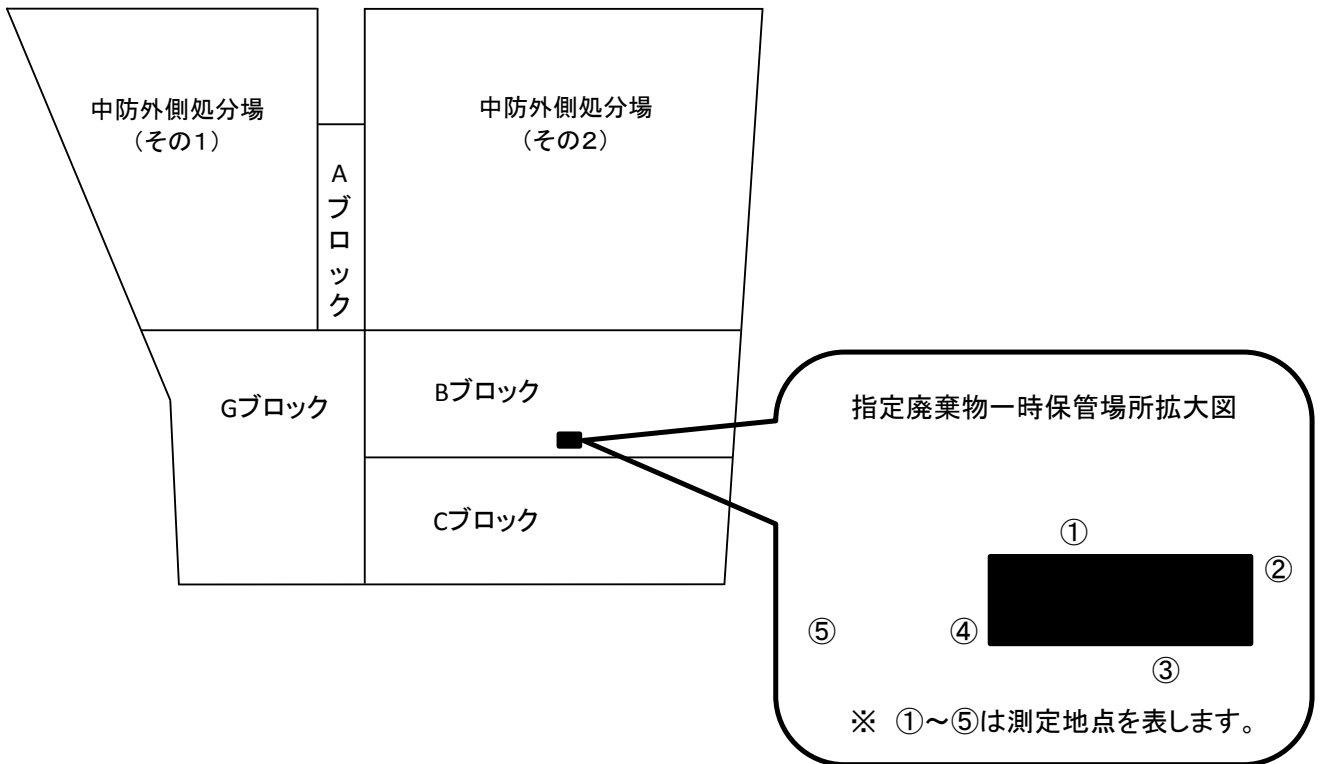 中防外側処分場
（その１）
中防外側処分場
（その２）
Aブロック
Gブロック
Bブロック
Cブロック
指定廃棄物一時保管場所拡大図
①
②
③
④
⑤
※ ①～⑤は測定地点を表します。